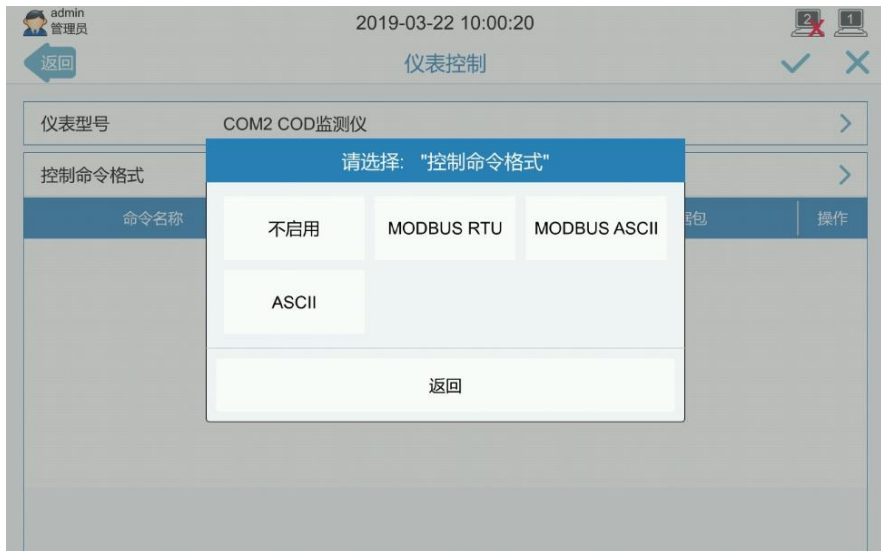 admin
管理员
2019-03-22 10:00:20
2
1
返回
仪表控制
仪表型号 COM2 COD监测仪
控制命令格式
请选择: "控制命令格式"
命令名称 包 操作
不启用 MODBUS RTU MODBUS ASCII
ASCII
返回